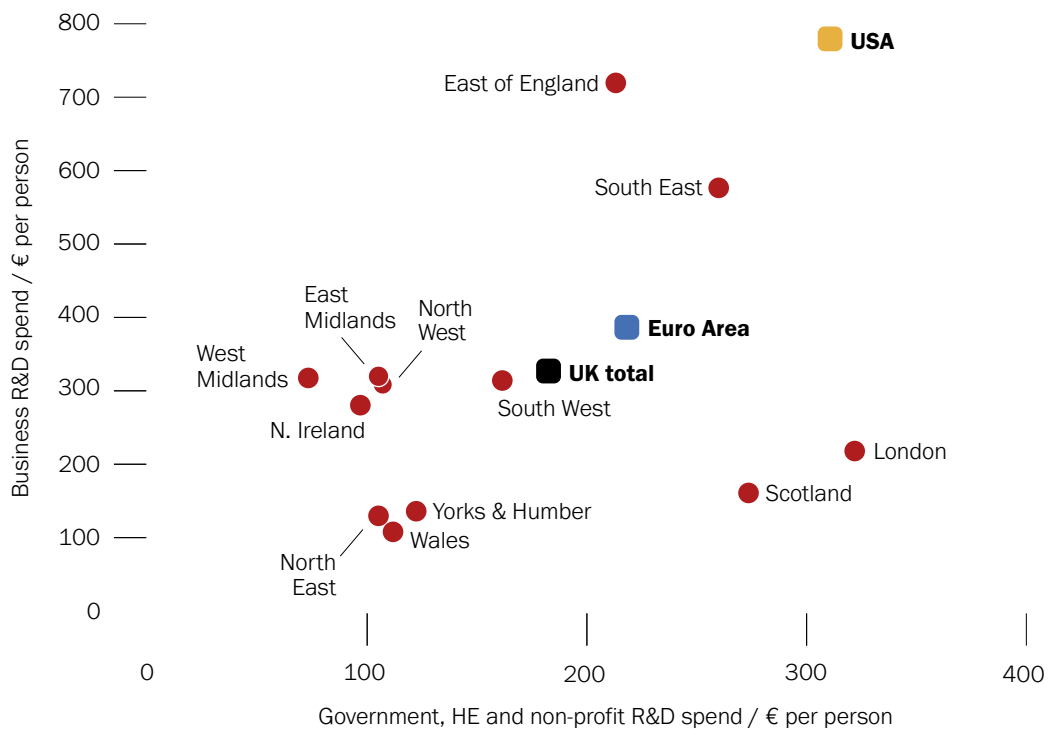 800
USA
East of England
700
Business R&D spend / € per person
600
South East
500
East
Midlands
North
West
400
Euro Area
West
Midlands
UK total
300
South West
N. Ireland
London
200
Scotland
Yorks & Humber
100
Wales
North
East
0
0
100
200
300
400
Government, HE and non-profit R&D spend / € per person